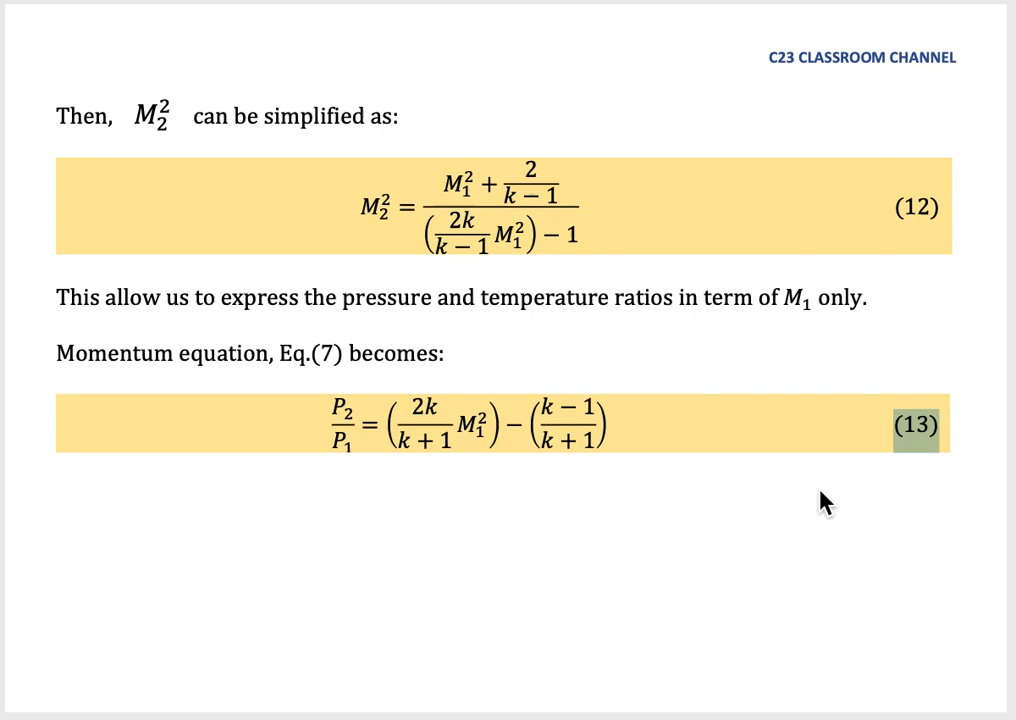 C23 CLASSROOM CHANNEL
Then, M₂² can be simplified as:
M₂² = (M₁² + 2/(k − 1)) / ((2k/(k − 1) M₁²) − 1) (12)
This allow us to express the pressure and temperature ratios in term of M₁ only.
Momentum equation, Eq.(7) becomes:
P₂/P₁ = (2k/(k + 1) M₁²) − ((k − 1)/(k + 1)) (13)